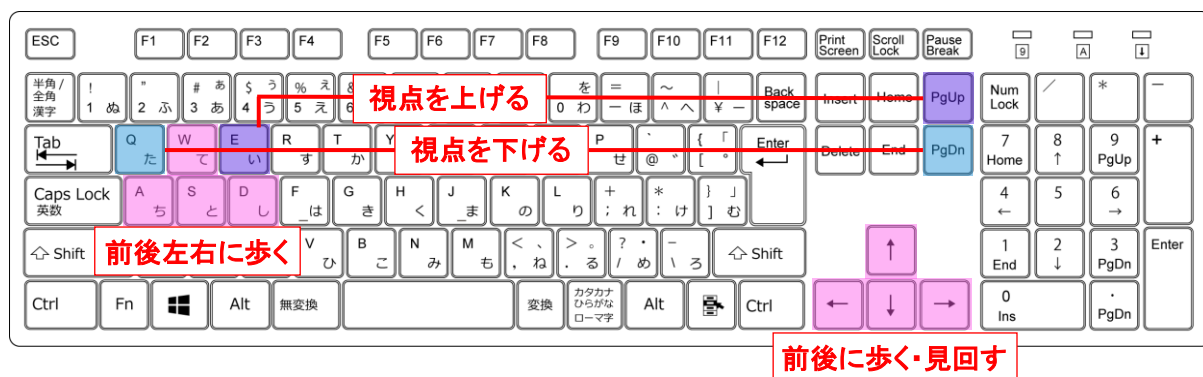 ESC F1 F2 F3 F4 F5 F6 F7 F8 F9 F10 F11 F12 Print Screen Scroll Lock Pause Break 9 A ↓
半角/全角 漢字 ! 1 ぬ " 2 ふ # あ 3 あ $ う 4 う % え 5 え & 6 を 0 わ = ー ほ ~ ^ へ | ¥ ー Back space Insert Home PgUp Num Lock / * −
視点を上げる
Tab Q た W て E い R す T か Y P せ ` @ ゛ { 「 [ ° Enter Delete End PgDn 7 Home 8 ↑ 9 PgUp +
視点を下げる
Caps Lock 英数 A ち S と D し F は G き H く J ま K の L り + ; れ * : け } 」 ] む 4 ← 5 6 →
Shift V ひ B こ N み M も < 、 , ね > 。 . る ? ・ / め − \ ろ Shift ↑ 1 End 2 ↓ 3 PgDn Enter
前後左右に歩く
Ctrl Fn Alt 無変換 変換 カタカナ ひらがな ローマ字 Alt Ctrl ← ↓ → 0 Ins . PgDn
前後に歩く・見回す